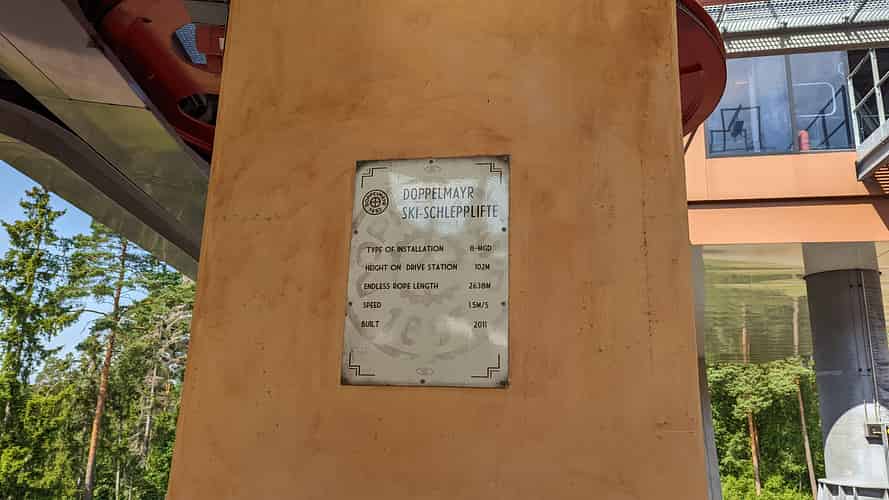 DOPPELMAYR
SKI-SCHLEPPLIFTE
TYPE OF INSTALLATION 8-MGD
HEIGHT ON DRIVE STATION 102M
ENDLESS ROPE LENGTH 2638M
SPEED 1.5M/S
BUILT 2011